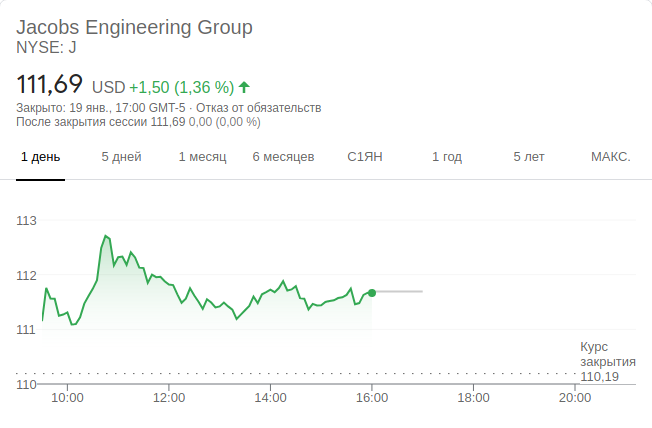 Jacobs Engineering Group
NYSE: J
111,69 USD +1,50 (1,36 %)
Закрыто: 19 янв., 17:00 GMT-5 · Отказ от обязательств
После закрытия сессии 111,69 0,00 (0,00 %)
1 день 5 дней 1 месяц 6 месяцев С1ЯН 1 год 5 лет МАКС.
113
112
111
Курс
закрытия
110,19
110
10:00 12:00 14:00 16:00 18:00 20:00